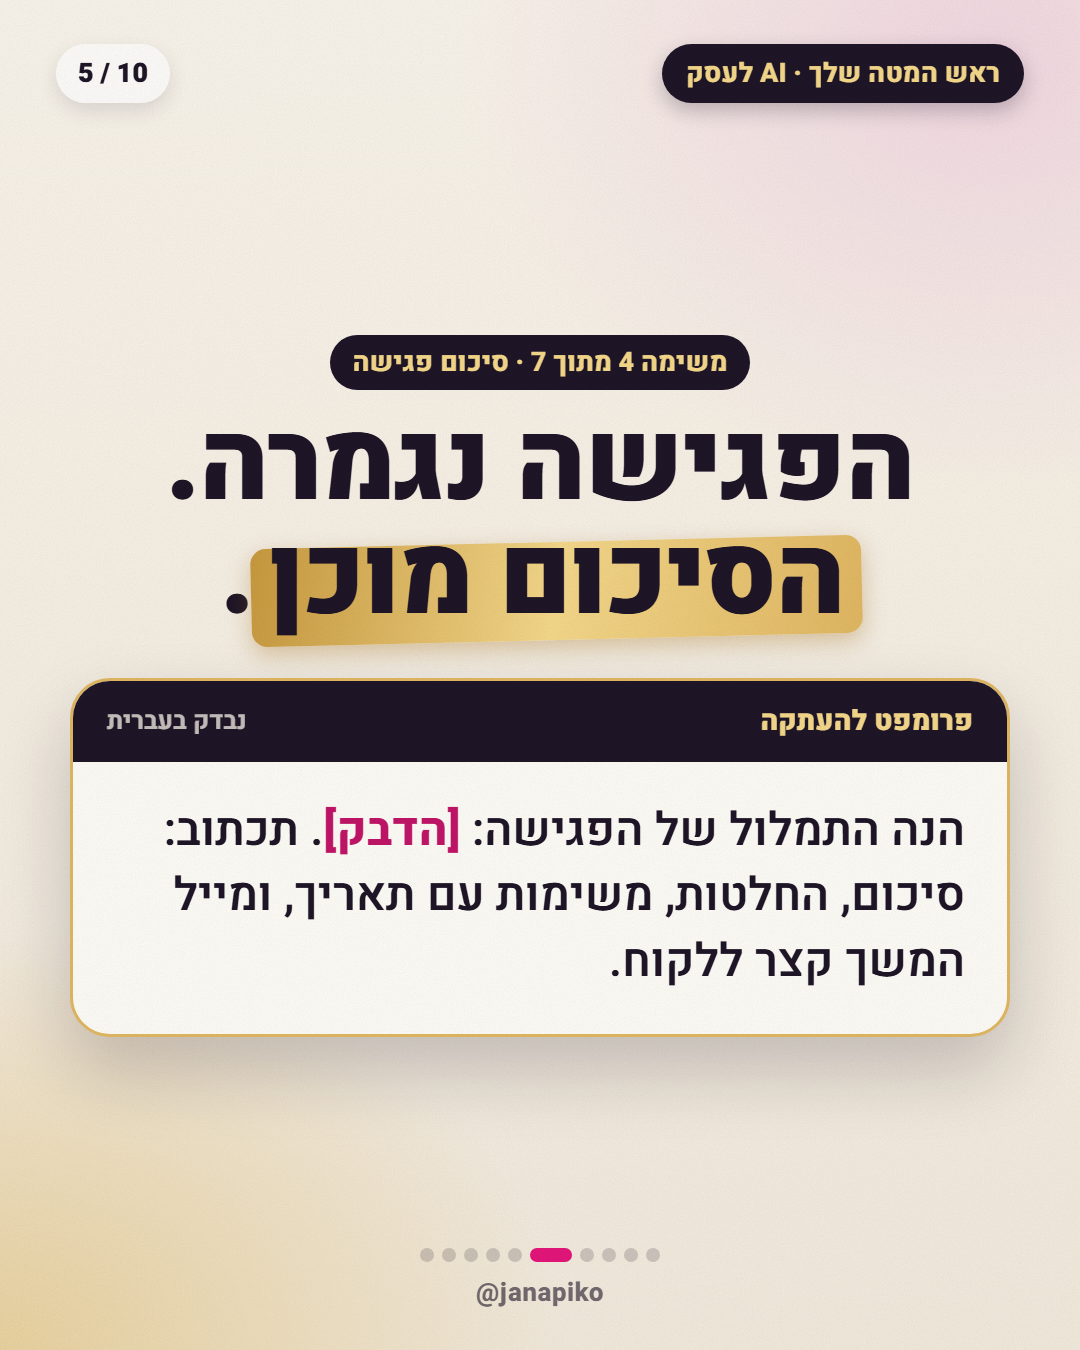 ראש המטה שלך · AI לעסק
5 / 10
משימה 4 מתוך 7 · סיכום פגישה
הפגישה נגמרה.
הסיכום מוכן.
פרומפט להעתקה
נבדק בעברית
הנה התמלול של הפגישה: [הדבק]. תכתוב:
סיכום, החלטות, משימות עם תאריך, ומייל
המשך קצר ללקוח.
@janapiko